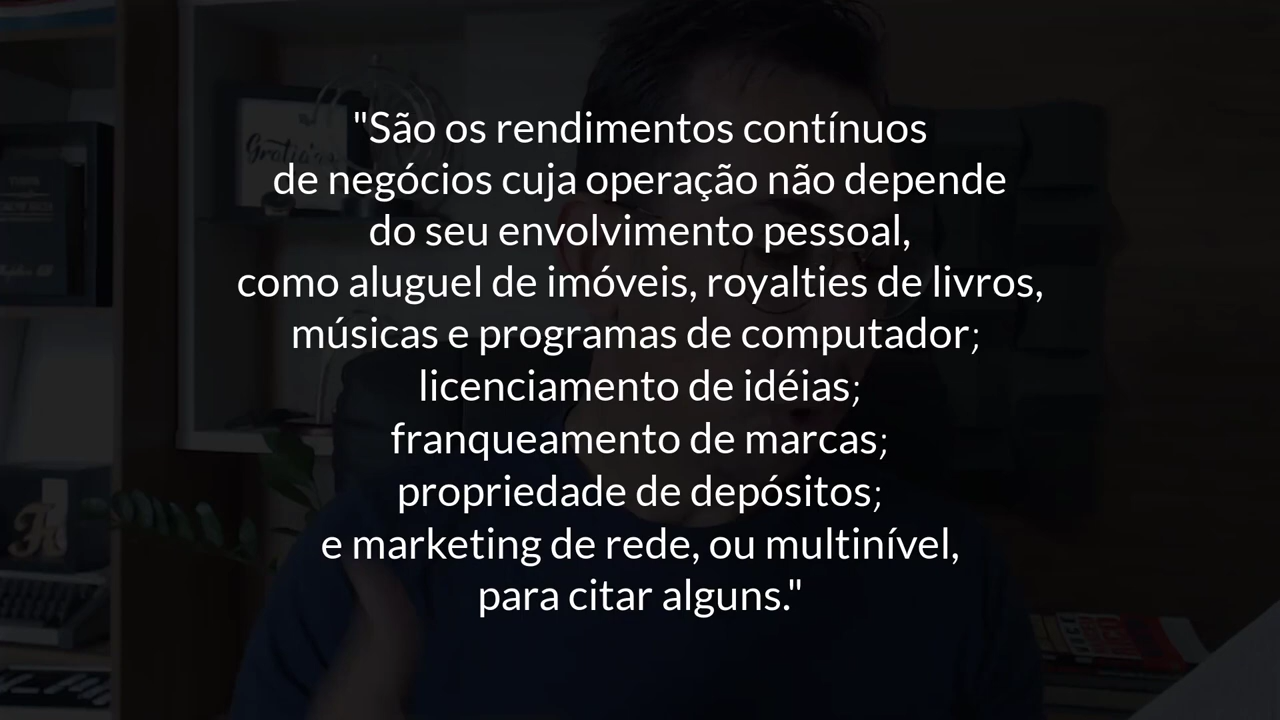 Gratidão
"São os rendimentos contínuos
de negócios cuja operação não depende
do seu envolvimento pessoal,
como aluguel de imóveis, royalties de livros,
músicas e programas de computador;
licenciamento de idéias;
franqueamento de marcas;
propriedade de depósitos;
e marketing de rede, ou multinível,
para citar alguns."